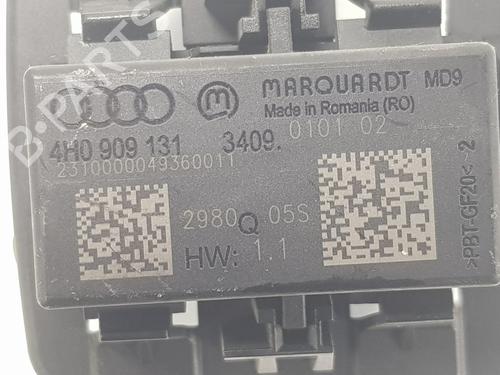 MARQUARDT MD9
Made in Romania (RO)
4H0 909 131 3409. 0101 02
2310000049360011
2980Q 05S
HW: 1.1
>PBT-GF20< -2
B-PARTS